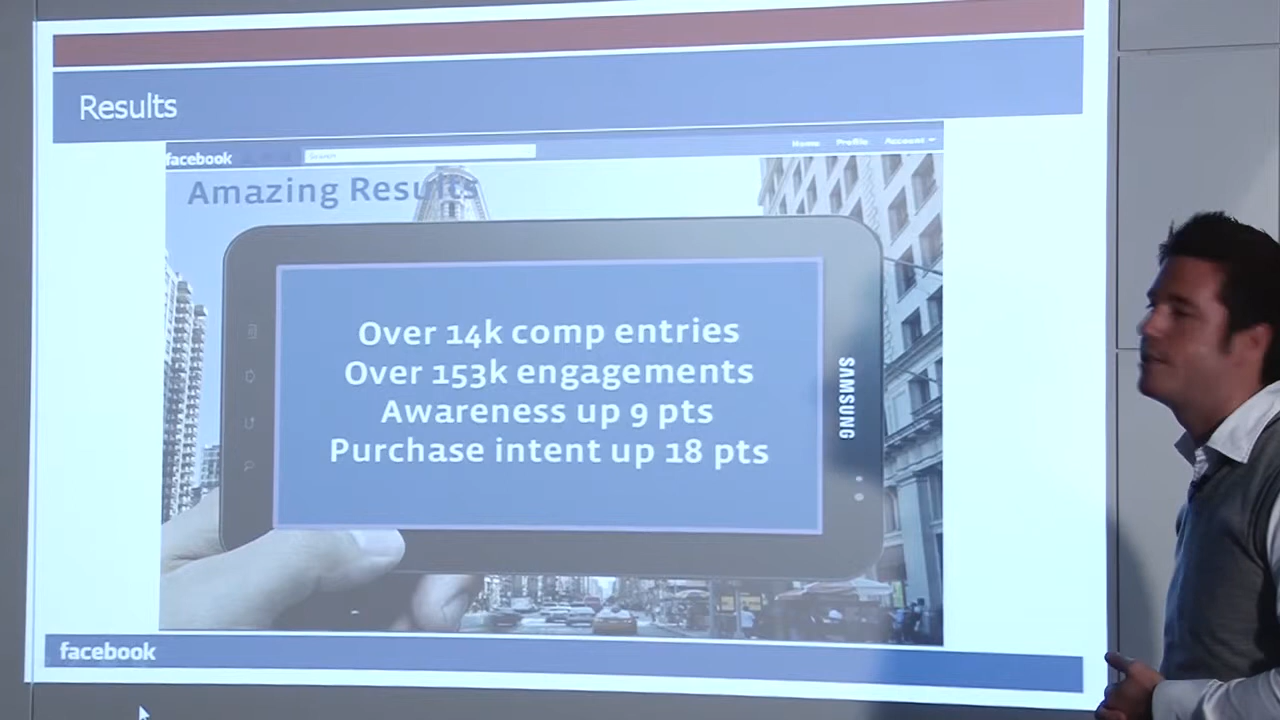 Results
facebook
Search
Home Profile Account
Amazing Results
Over 14k comp entries
Over 153k engagements
Awareness up 9 pts
Purchase intent up 18 pts
SAMSUNG
facebook